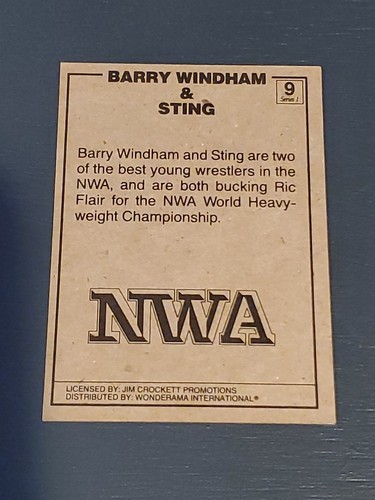 BARRY WINDHAM
&
STING
9
Series 1
Barry Windham and Sting are two
of the best young wrestlers in the
NWA, and are both bucking Ric
Flair for the NWA World Heavy-
weight Championship.
NWA
LICENSED BY: JIM CROCKETT PROMOTIONS
DISTRIBUTED BY: WONDERAMA INTERNATIONAL®